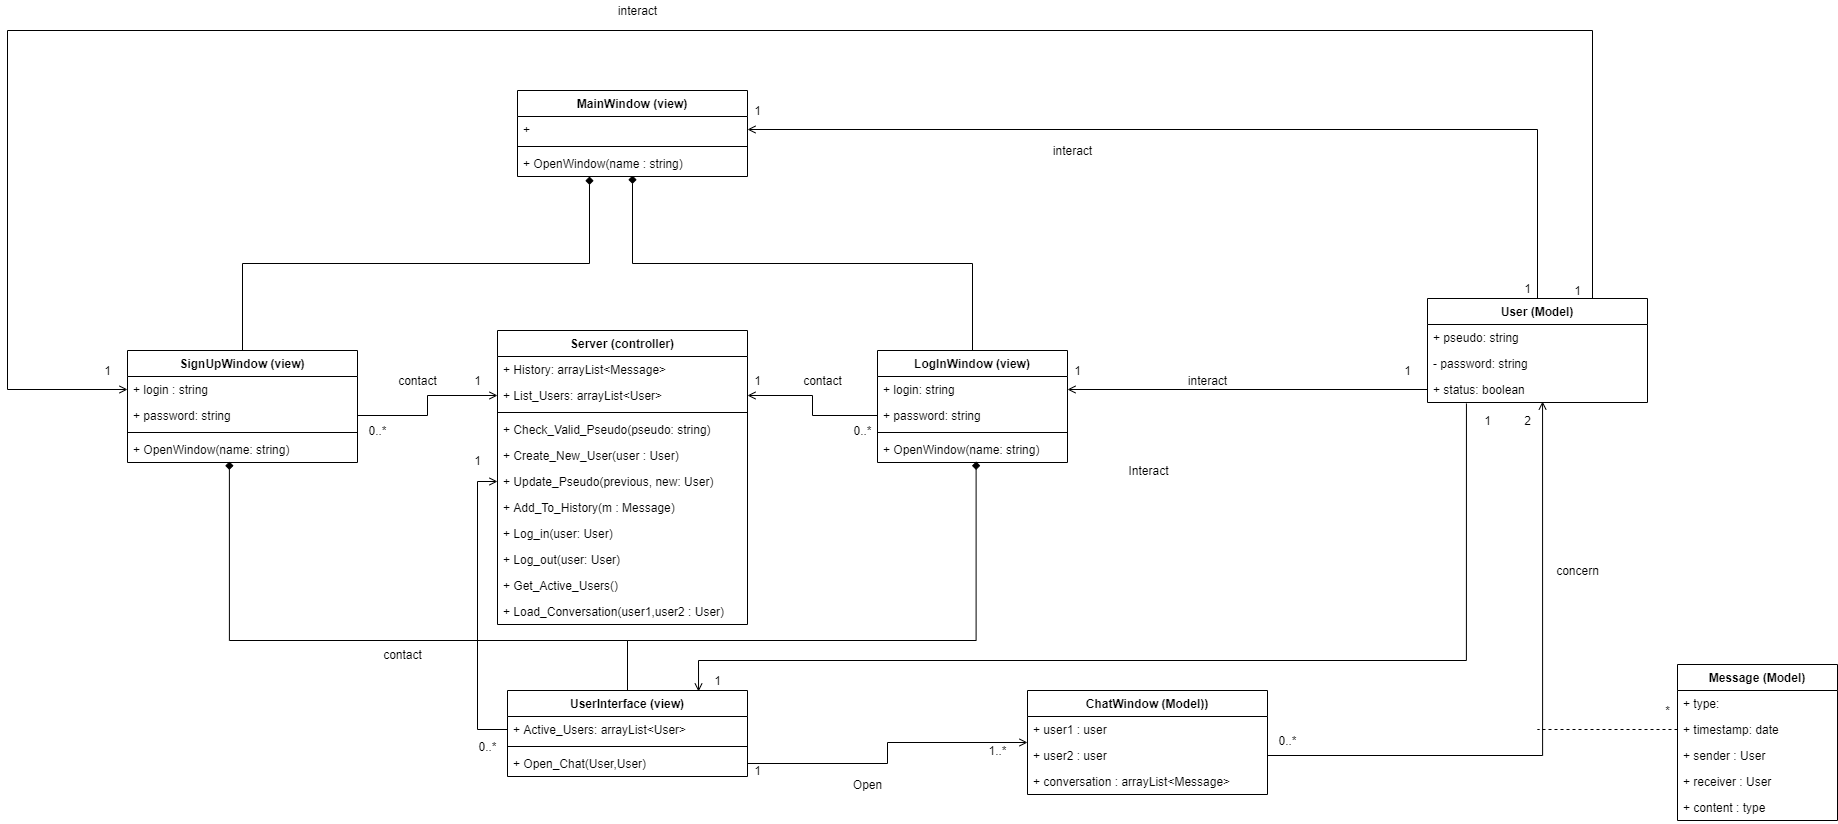 interact
MainWindow (view)
+
+ OpenWindow(name : string)
1
interact
1
1
User (Model)
+ pseudo: string
- password: string
+ status: boolean
1
SignUpWindow (view)
+ login : string
+ password: string
+ OpenWindow(name: string)
contact
1
0..*
Server (controller)
+ History: arrayList<Message>
+ List_Users: arrayList<User>
+ Check_Valid_Pseudo(pseudo: string)
+ Create_New_User(user : User)
+ Update_Pseudo(previous, new: User)
+ Add_To_History(m : Message)
+ Log_in(user: User)
+ Log_out(user: User)
+ Get_Active_Users()
+ Load_Conversation(user1,user2 : User)
1
contact
0..*
LogInWindow (view)
+ login: string
+ password: string
+ OpenWindow(name: string)
1
interact
1
1
2
1
Interact
concern
contact
1
UserInterface (view)
+ Active_Users: arrayList<User>
+ Open_Chat(User,User)
0..*
1
Open
1..*
ChatWindow (Model))
+ user1 : user
+ user2 : user
+ conversation : arrayList<Message>
0..*
*
Message (Model)
+ type:
+ timestamp: date
+ sender : User
+ receiver : User
+ content : type